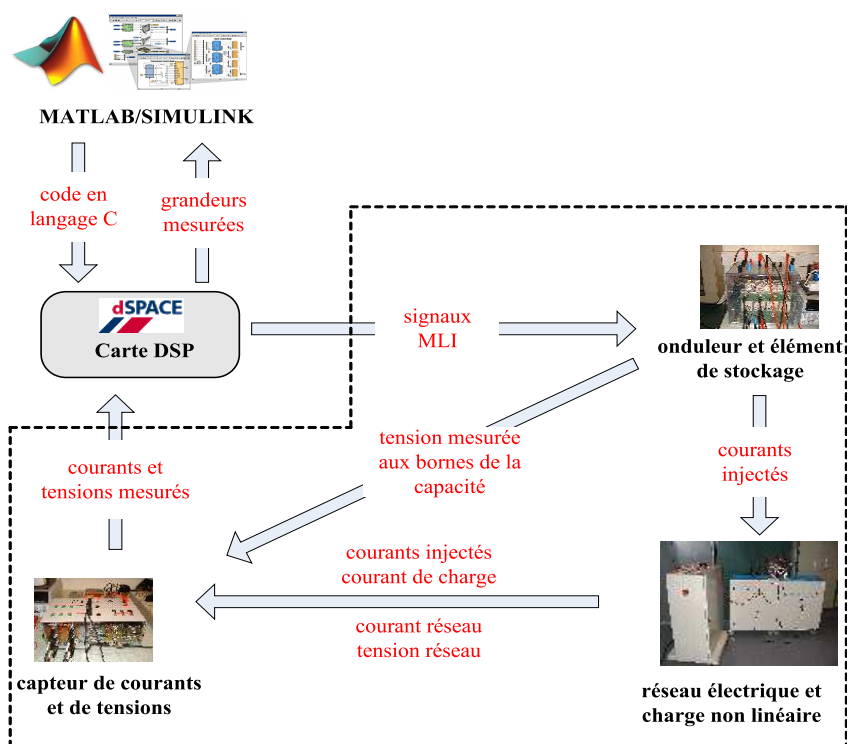 MATLAB/SIMULINK
code en
langage C
grandeurs
mesurées
dSPACE
Carte DSP
signaux
MLI
onduleur et élément
de stockage
tension mesurée
aux bornes de la
capacité
courants
injectés
courants et
tensions mesurés
courants injectés
courant de charge
courant réseau
tension réseau
capteur de courants
et de tensions
réseau électrique et
charge non linéaire